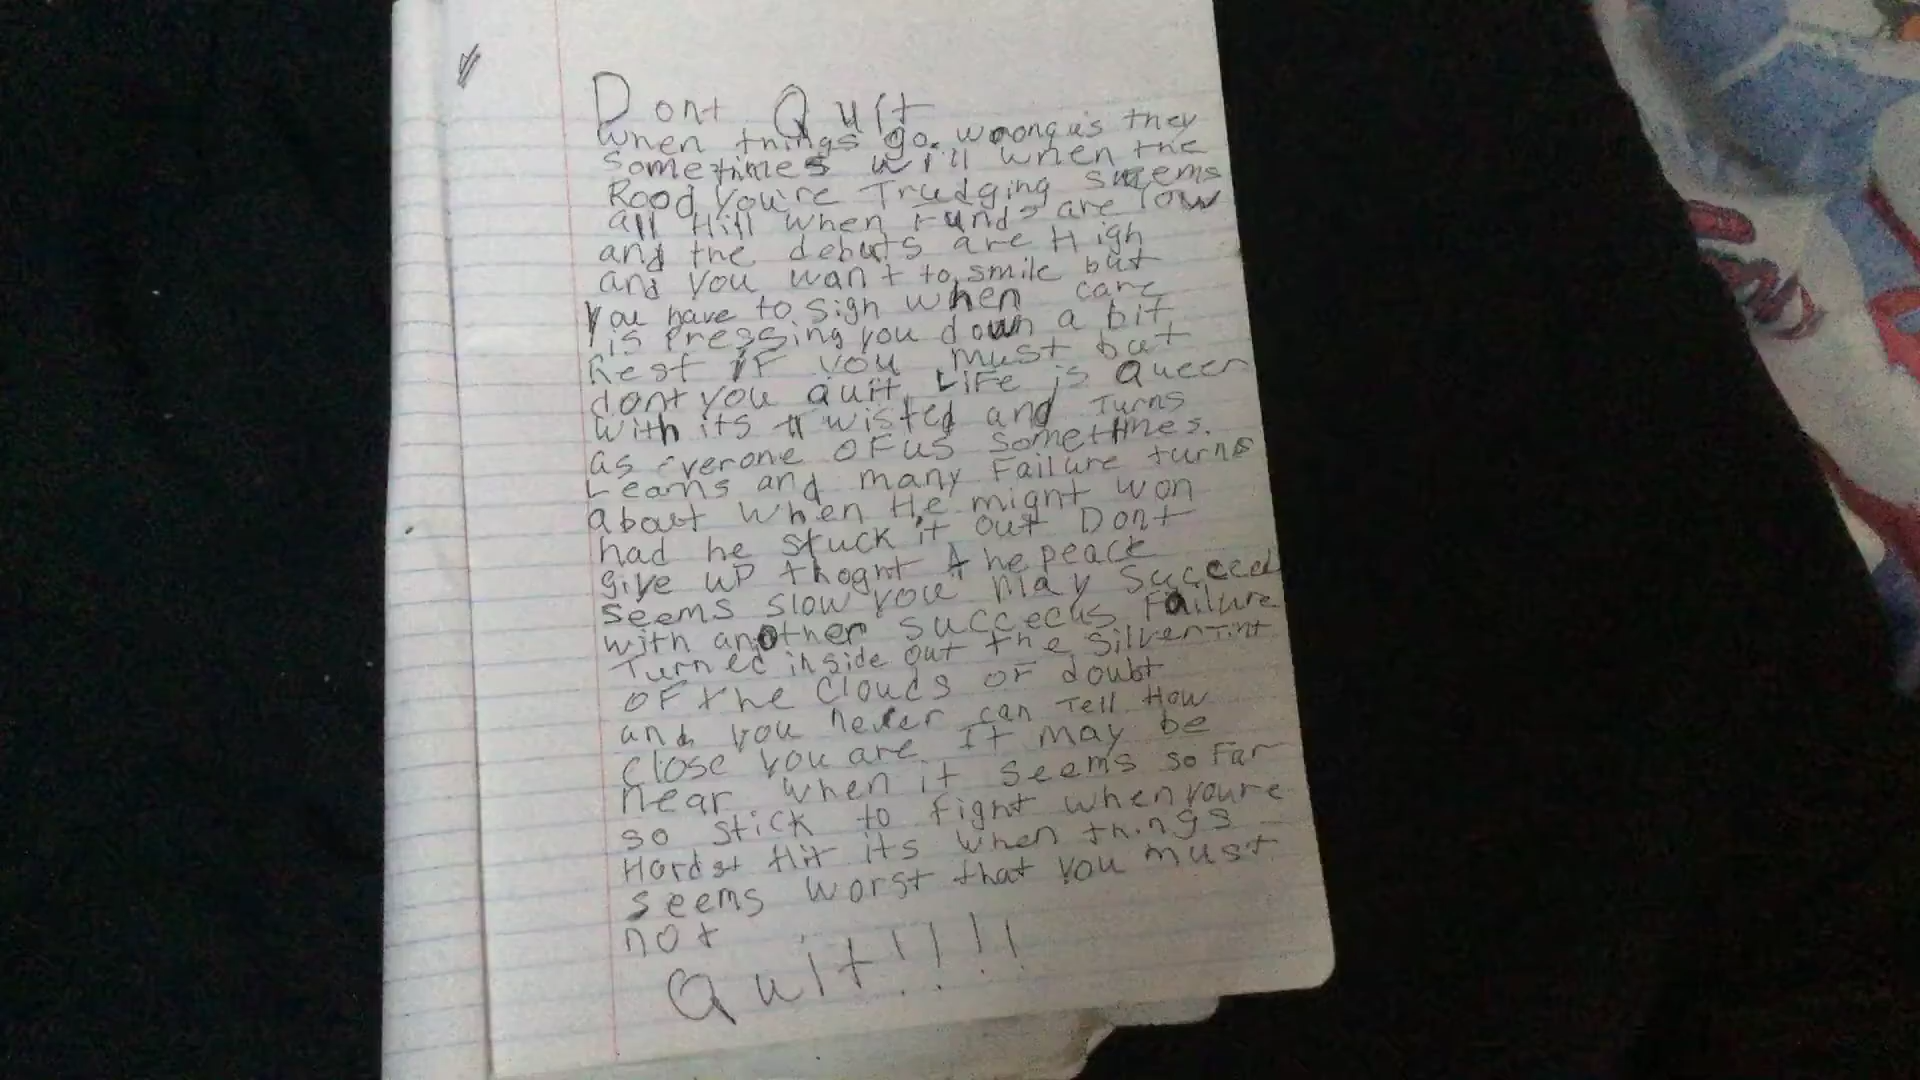 Dont Quit
When things go. wrong as they
sometimes will when the
Rood you're Trudging seems
all Hill when Funds are low
and the debuts are High
and you want to smile but
You have to sign when care
is Pressing you down a bit
Rest iF you must but
dont you quit. LiFe is Queer
with its twisted and Turns
as everone OF us sometimes.
Learns and many Failure turns
about when He might won
had he stuck it out Dont
give up thoght the peace
seems slow you may Succeed
with another succecus Failure
Turned inside out the SilverTint
OF the Clouds OF doubt
and you never can Tell How
Close you are. It may be
near when it seems so Far
so stick to Fight when youre
Hardst Hit its when things
seems worst that you must
not
Quit!!!!